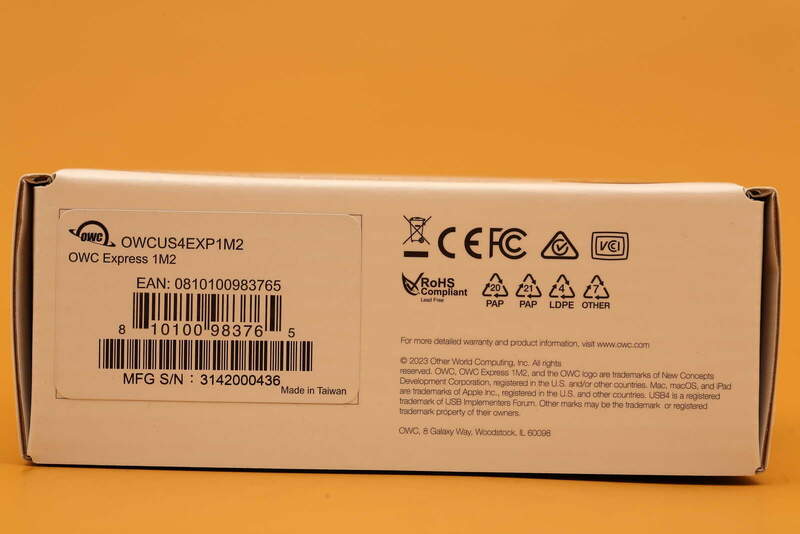 OWC OWCUS4EXP1M2
OWC Express 1M2
EAN: 0810100983765
8 10100 98376 5
MFG S/N : 3142000436
Made in Taiwan
CE FC VCI
RoHS
Compliant
Lead Free
20 21 4 7
PAP PAP LDPE OTHER
For more detailed warranty and product information, visit www.owc.com
© 2023 Other World Computing, Inc. All rights
reserved. OWC, OWC Express 1M2, and the OWC logo are trademarks of New Concepts
Development Corporation, registered in the U.S. and/or other countries. Mac, macOS, and iPad
are trademarks of Apple Inc., registered in the U.S. and other countries. USB4 is a registered
trademark of USB Implementers Forum. Other marks may be the trademark or registered
trademark property of their owners.
OWC, 8 Galaxy Way, Woodstock, IL 60098